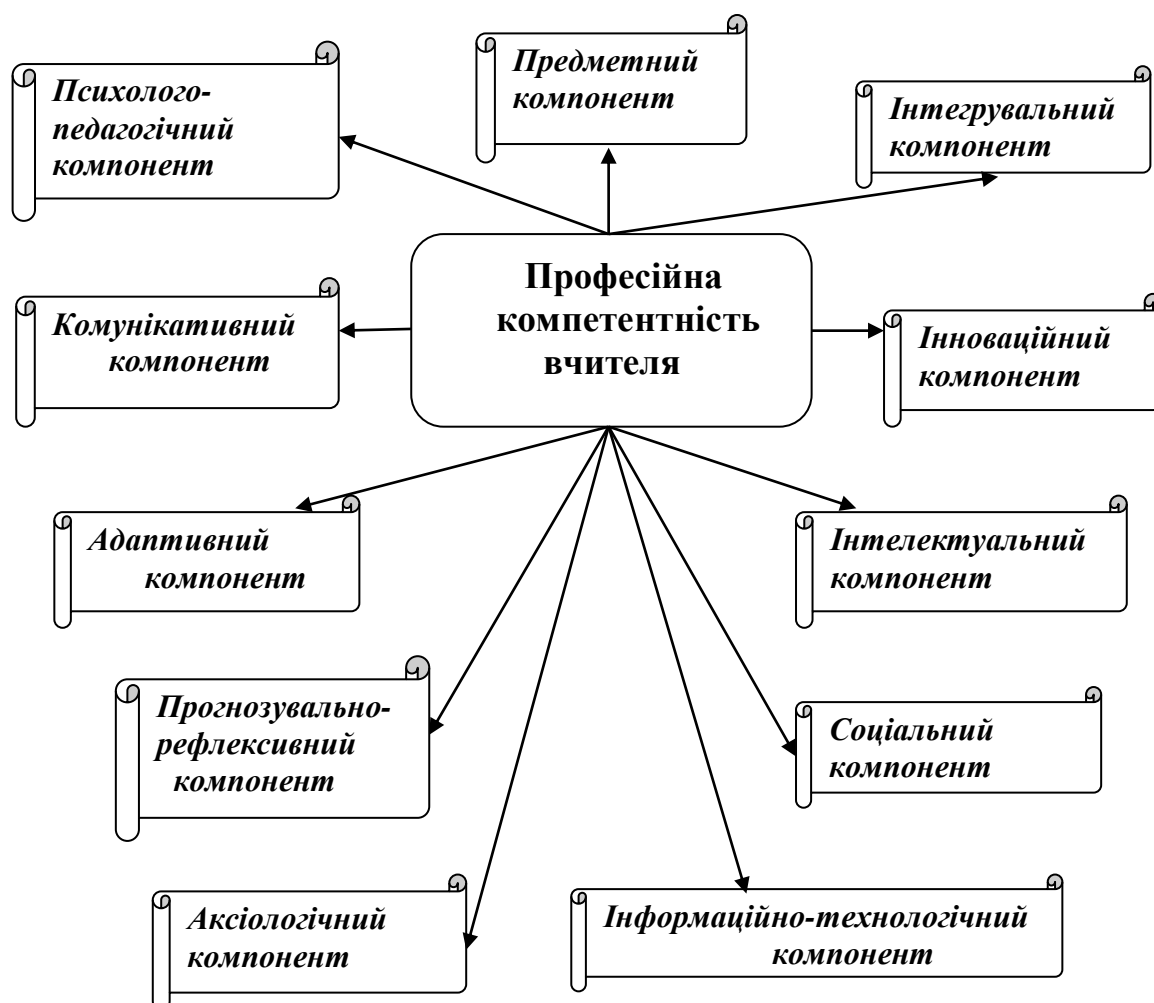 Психолого-
педагогічний
компонент
Предметний
компонент
Інтегрувальний
компонент
Професійна
компетентність
вчителя
Комунікативний
компонент
Інноваційний
компонент
Адаптивний
компонент
Інтелектуальний
компонент
Прогнозувально-
рефлексивний
компонент
Соціальний
компонент
Аксіологічний
компонент
Інформаційно-технологічний
компонент